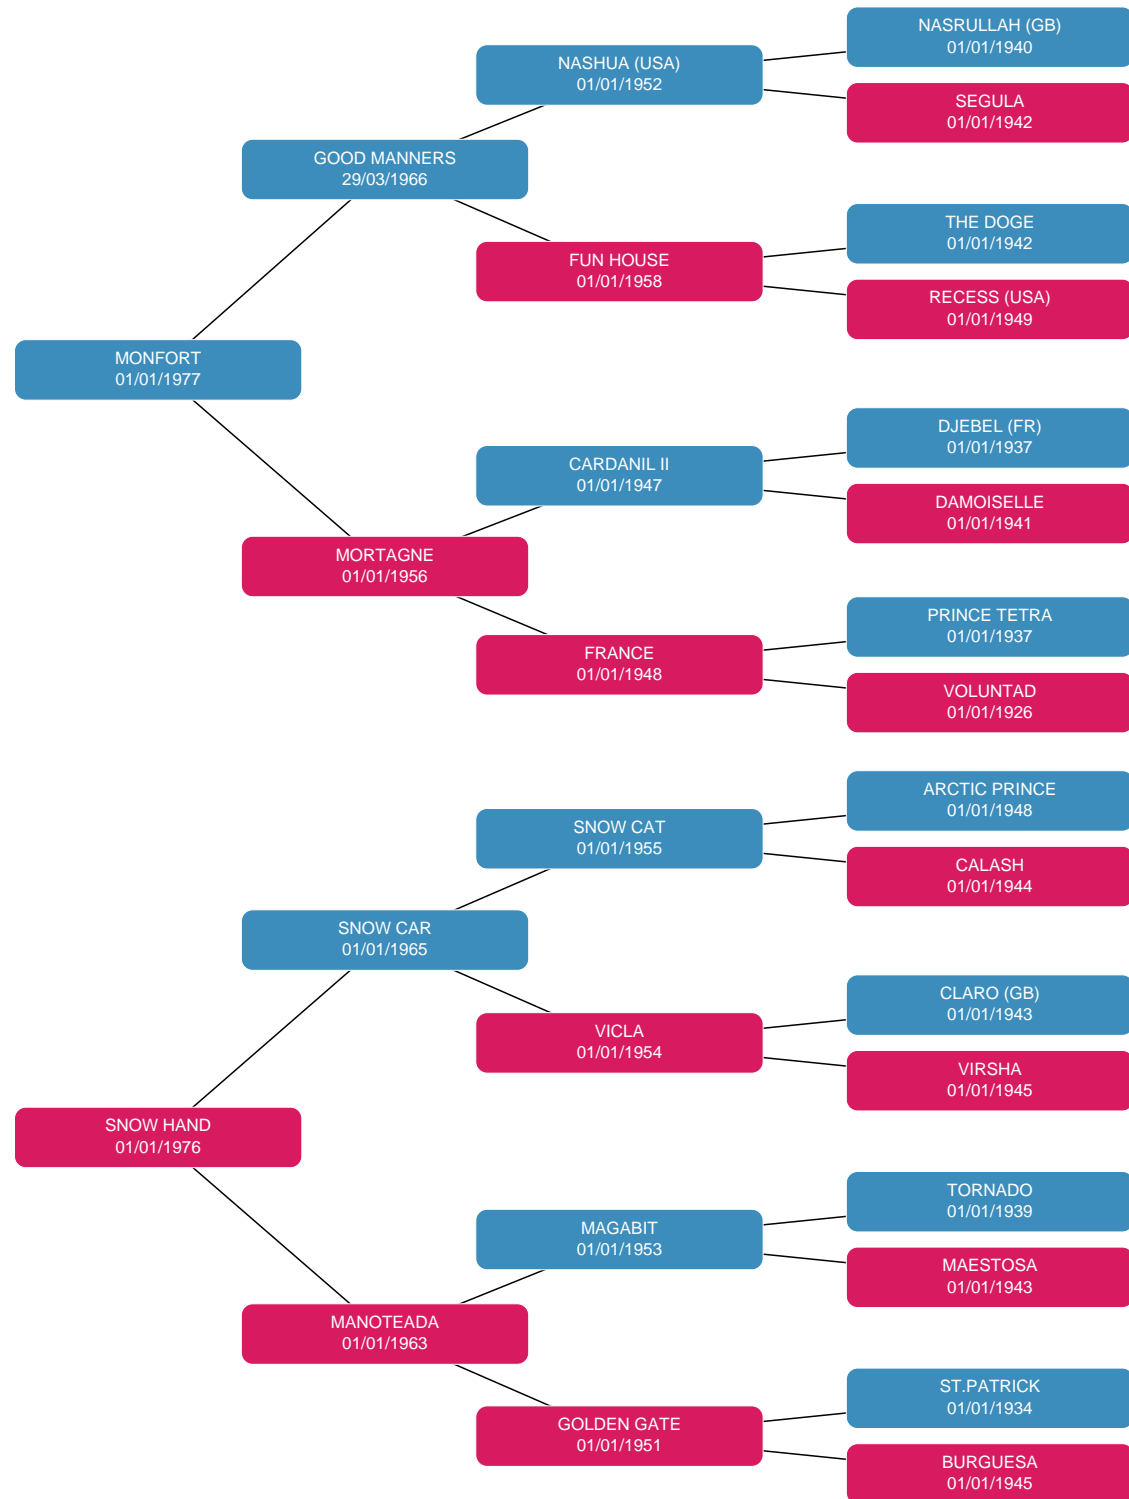 NASRULLAH (GB)
01/01/1940
NASHUA (USA)
01/01/1952
SEGULA
01/01/1942
GOOD MANNERS
29/03/1966
THE DOGE
01/01/1942
FUN HOUSE
01/01/1958
RECESS (USA)
01/01/1949
MONFORT
01/01/1977
DJEBEL (FR)
01/01/1937
CARDANIL II
01/01/1947
DAMOISELLE
01/01/1941
MORTAGNE
01/01/1956
PRINCE TETRA
01/01/1937
FRANCE
01/01/1948
VOLUNTAD
01/01/1926
ARCTIC PRINCE
01/01/1948
SNOW CAT
01/01/1955
CALASH
01/01/1944
SNOW CAR
01/01/1965
CLARO (GB)
01/01/1943
VICLA
01/01/1954
VIRSHA
01/01/1945
SNOW HAND
01/01/1976
TORNADO
01/01/1939
MAGABIT
01/01/1953
MAESTOSA
01/01/1943
MANOTEADA
01/01/1963
ST.PATRICK
01/01/1934
GOLDEN GATE
01/01/1951
BURGUESA
01/01/1945